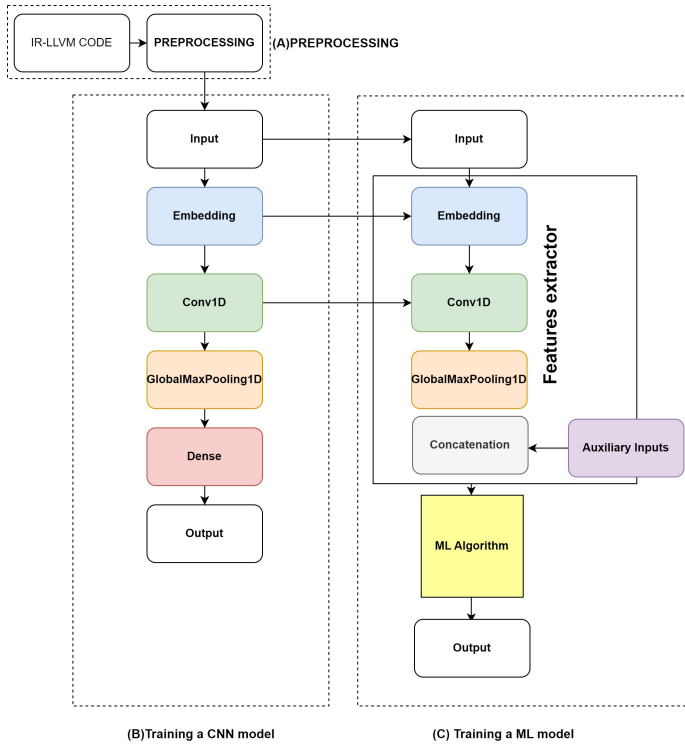 IR-LLVM CODE
PREPROCESSING
(A)PREPROCESSING
Input
Embedding
Conv1D
GlobalMaxPooling1D
Dense
Output
(B)Training a CNN model
Input
Embedding
Conv1D
GlobalMaxPooling1D
Features extractor
Concatenation
Auxiliary Inputs
ML Algorithm
Output
(C) Training a ML model